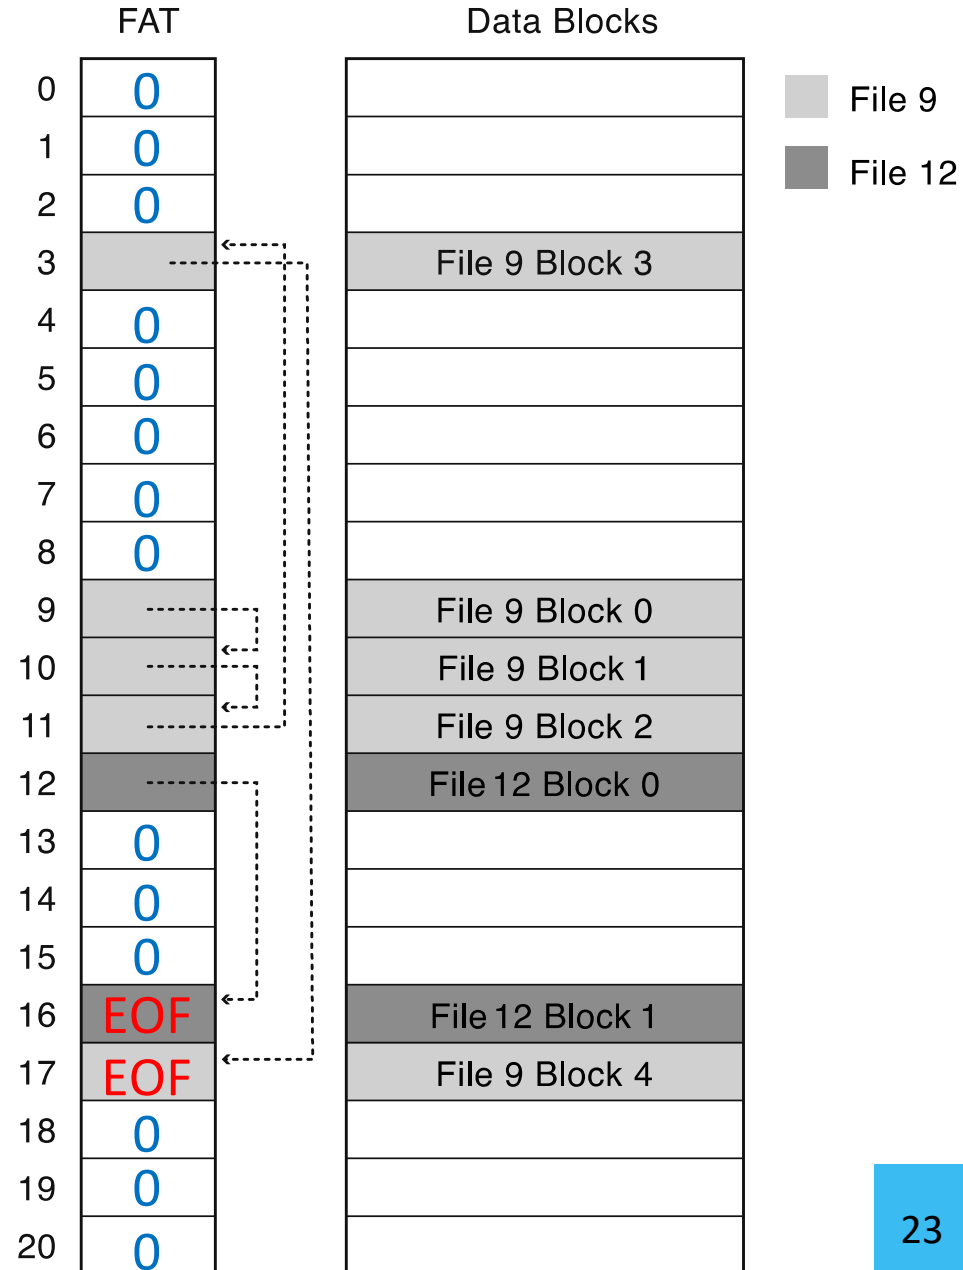 FAT Data Blocks
0 0
File 9
1 0
File 12
2 0
3 File 9 Block 3
4 0
5 0
6 0
7 0
8 0
9 File 9 Block 0
10 File 9 Block 1
11 File 9 Block 2
12 File 12 Block 0
13 0
14 0
15 0
16 EOF File 12 Block 1
17 EOF File 9 Block 4
18 0
19 0
20 0
23